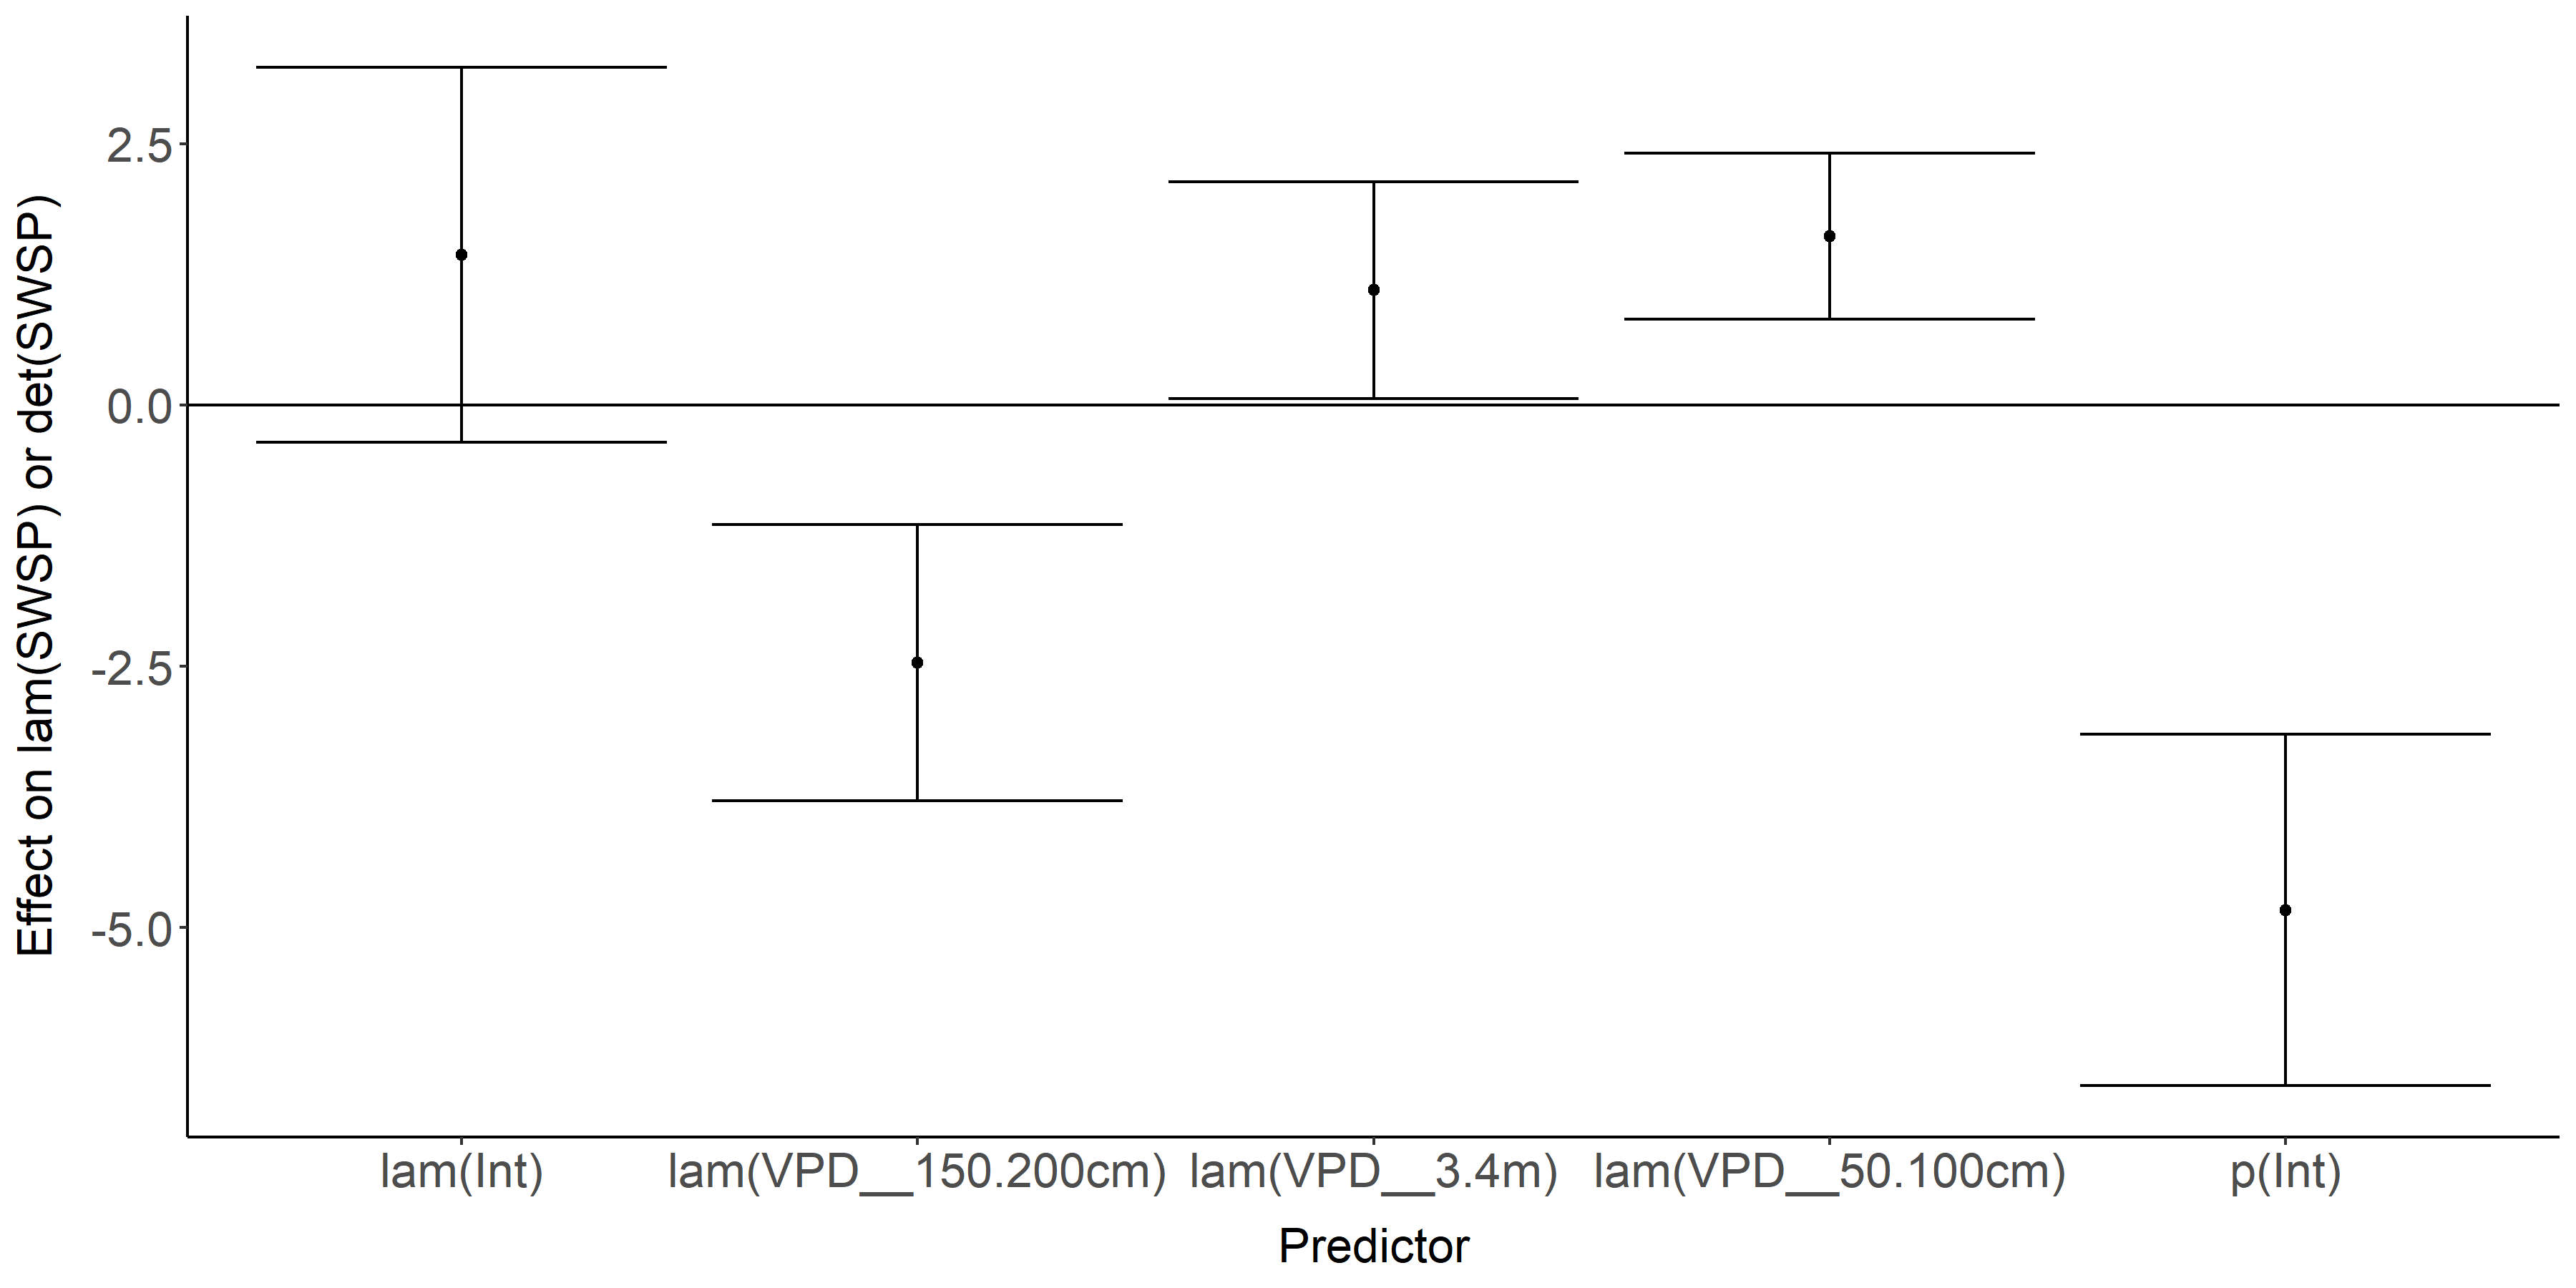 Effect on lam(SWSP) or det(SWSP)
2.5
0.0
-2.5
-5.0
lam(Int) lam(VPD__150.200cm) lam(VPD__3.4m) lam(VPD__50.100cm) p(Int)
Predictor